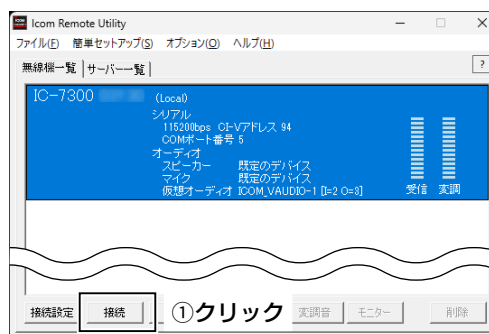 Icom Remote Utility
ファイル(F) 簡単セットアップ(S) オプション(O) ヘルプ(H)
無線機一覧 サーバー一覧
?
IC-7300 (Local)
シリアル
115200bps CI-Vアドレス 94
COMポート番号 5
オーディオ
スピーカー 既定のデバイス
マイク 既定のデバイス
仮想オーディオ ICOM_VAUDIO-1 [I=2 O=3]
受信 変調
接続設定 接続 ①クリック 変調音 モニター 削除